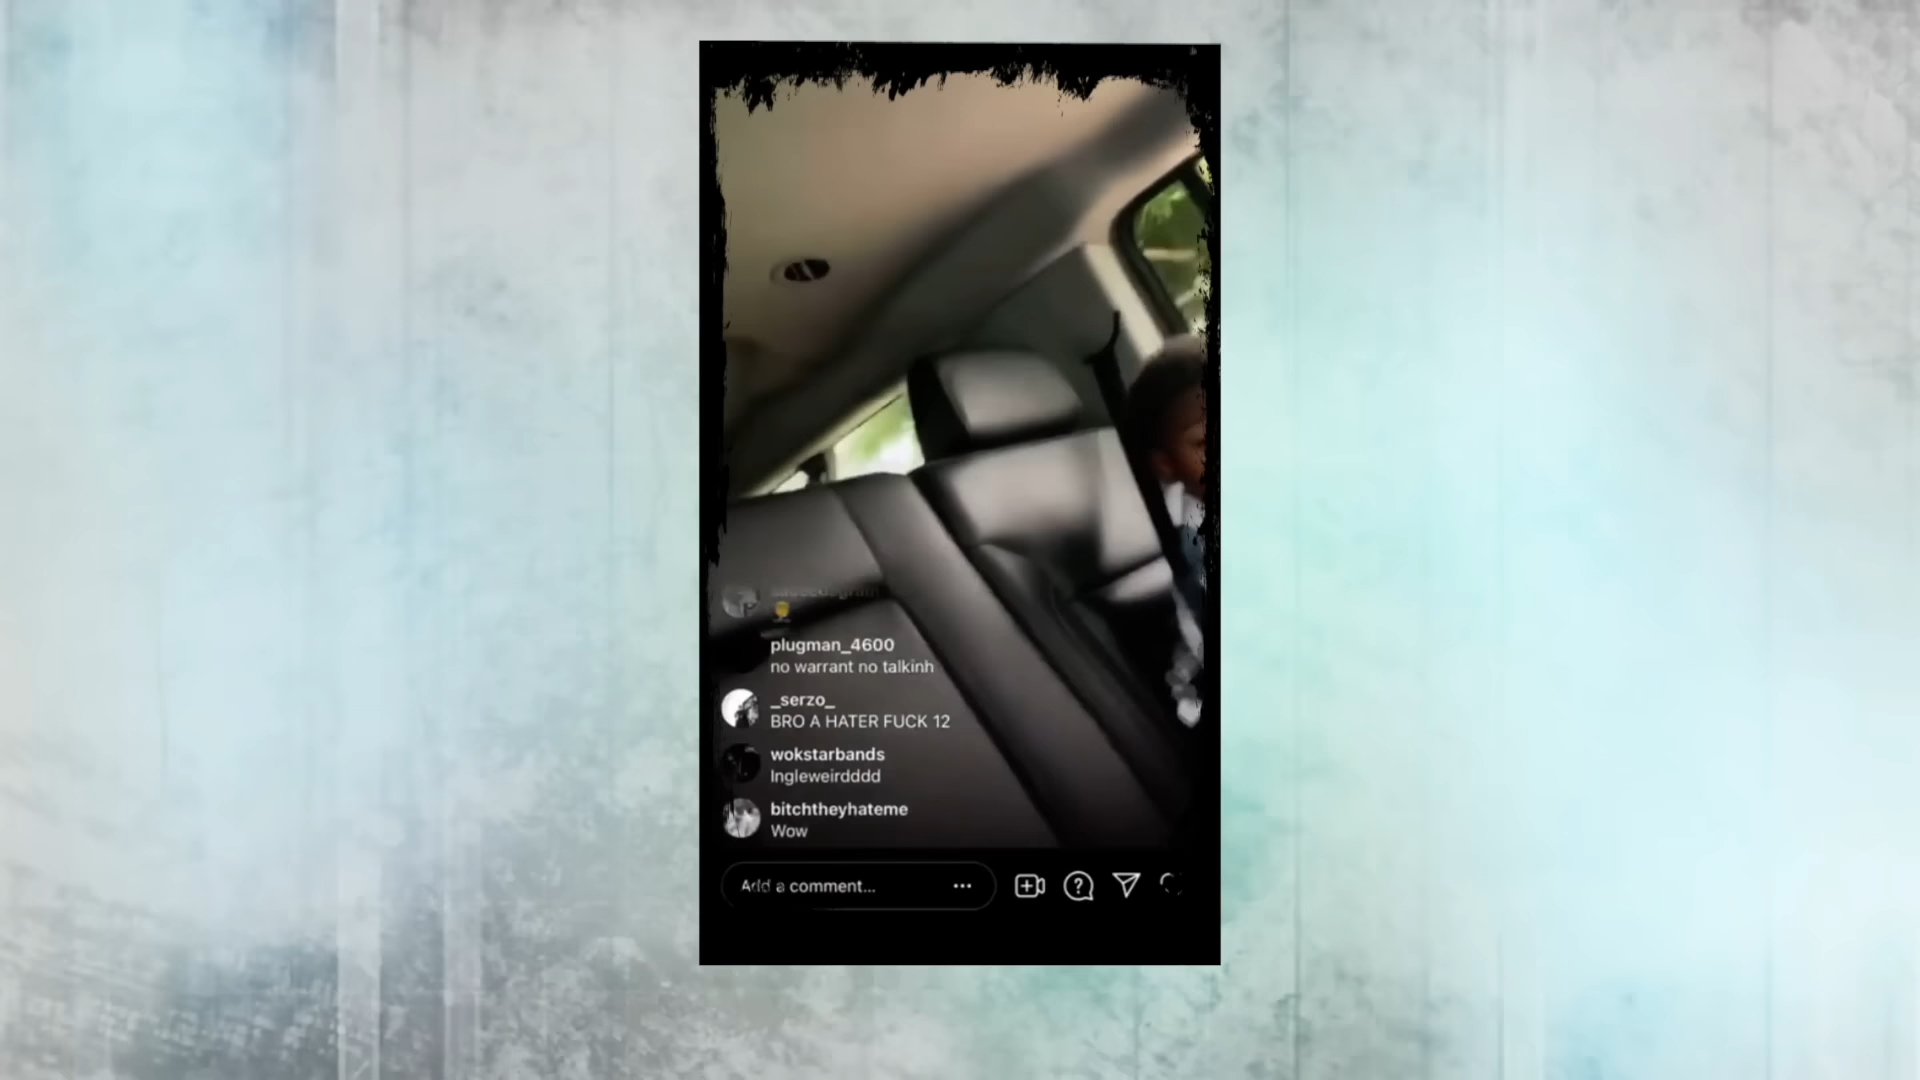 plugman_4600
no warrant no talkinh
_serzo_
BRO A HATER FUCK 12
wokstarbands
Ingleweirdddd
bitchtheyhateme
Wow
Add a comment...